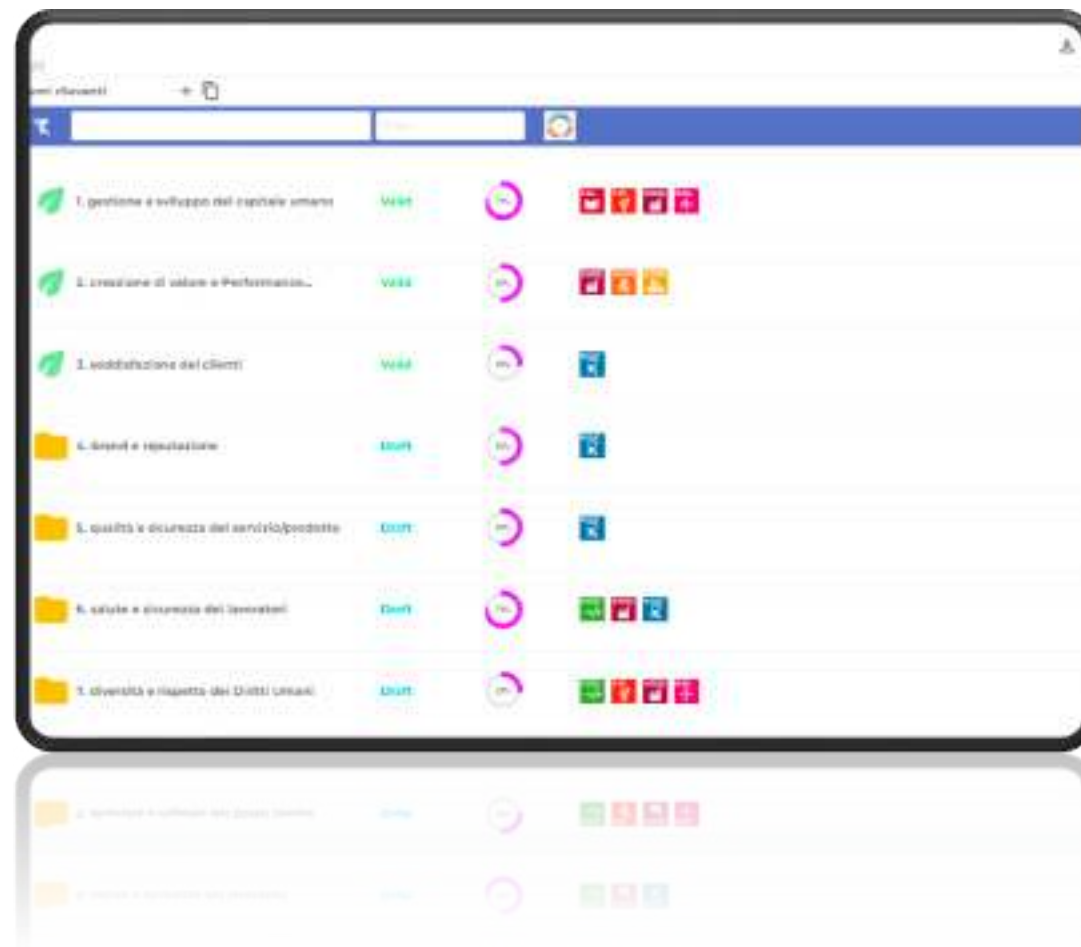 rilevanti
1. gestione e sviluppo del capitale umano
Valid
2. creazione di valore e Performance...
Valid
3. soddisfazione dei clienti
Valid
4. Brand e reputazione
Draft
5. qualità e sicurezza del servizio/prodotto
Draft
6. salute e sicurezza dei lavoratori
Draft
7. diversità e rispetto dei Diritti Umani
Draft